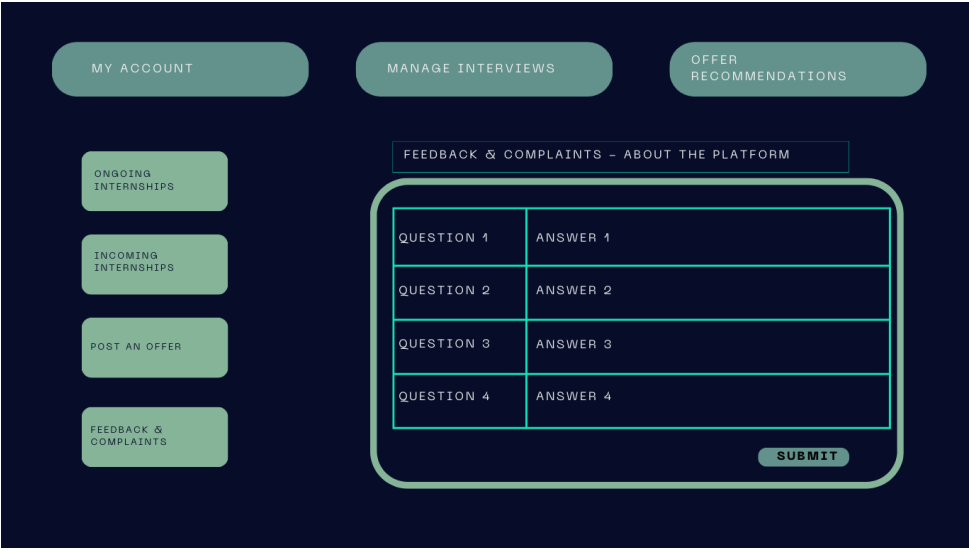 MY ACCOUNT
MANAGE INTERVIEWS
OFFER
RECOMMENDATIONS
ONGOING
INTERNSHIPS
INCOMING
INTERNSHIPS
POST AN OFFER
FEEDBACK &
COMPLAINTS
FEEDBACK & COMPLAINTS – ABOUT THE PLATFORM
QUESTION 1 ANSWER 1
QUESTION 2 ANSWER 2
QUESTION 3 ANSWER 3
QUESTION 4 ANSWER 4
SUBMIT